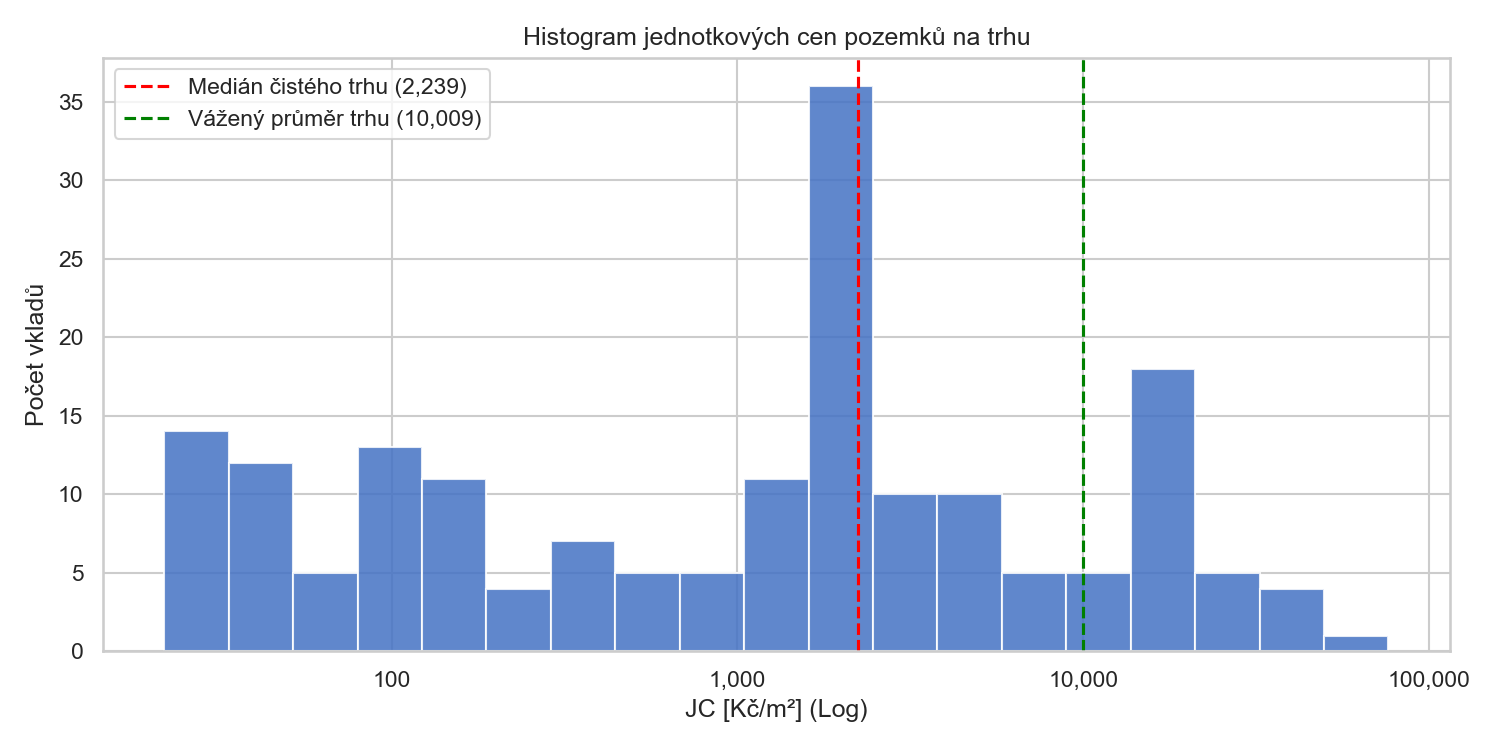 Histogram jednotkových cen pozemků na trhu
Medián čistého trhu (2,239)
Vážený průměr trhu (10,009)
Počet vkladů
35
30
25
20
15
10
5
0
100
1,000
10,000
100,000
JC [Kč/m²] (Log)